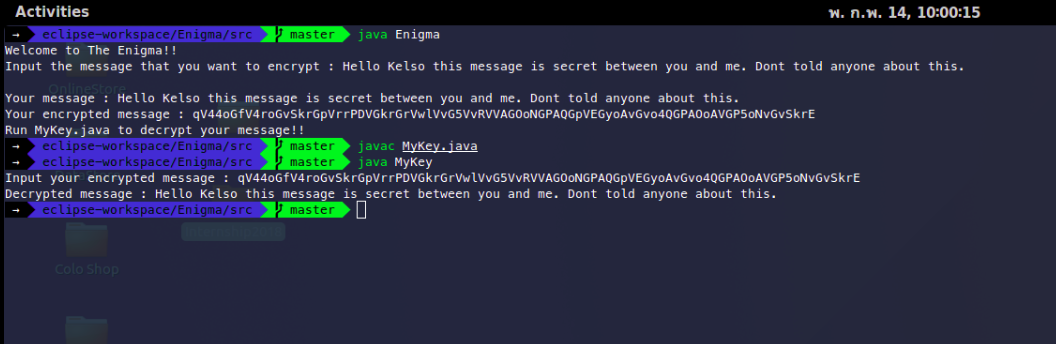 Activities พ. ก.พ. 14, 10:00:15
→ eclipse-workspace/Enigma/src master java Enigma
Welcome to The Enigma!!
Input the message that you want to encrypt : Hello Kelso this message is secret between you and me. Dont told anyone about this.
OnlineStore
Your message : Hello Kelso this message is secret between you and me. Dont told anyone about this.
Your encrypted message : qV44oGfV4roGvSkrGpVrrPDVGkrGrVwlVvG5VvRVVAGOoNGPAQGpVEGyoAvGvo4QGPAOoAVGP5oNvGvSkrE
Run MyKey.java to decrypt your message!!
→ eclipse-workspace/Enigma/src master javac MyKey.java
→ eclipse-workspace/Enigma/src master java MyKey
Input your encrypted message : qV44oGfV4roGvSkrGpVrrPDVGkrGrVwlVvG5VvRVVAGOoNGPAQGpVEGyoAvGvo4QGPAOoAVGP5oNvGvSkrE
Decrypted message : Hello Kelso this message is secret between you and me. Dont told anyone about this.
→ eclipse-workspace/Enigma/src master
Colo Shop